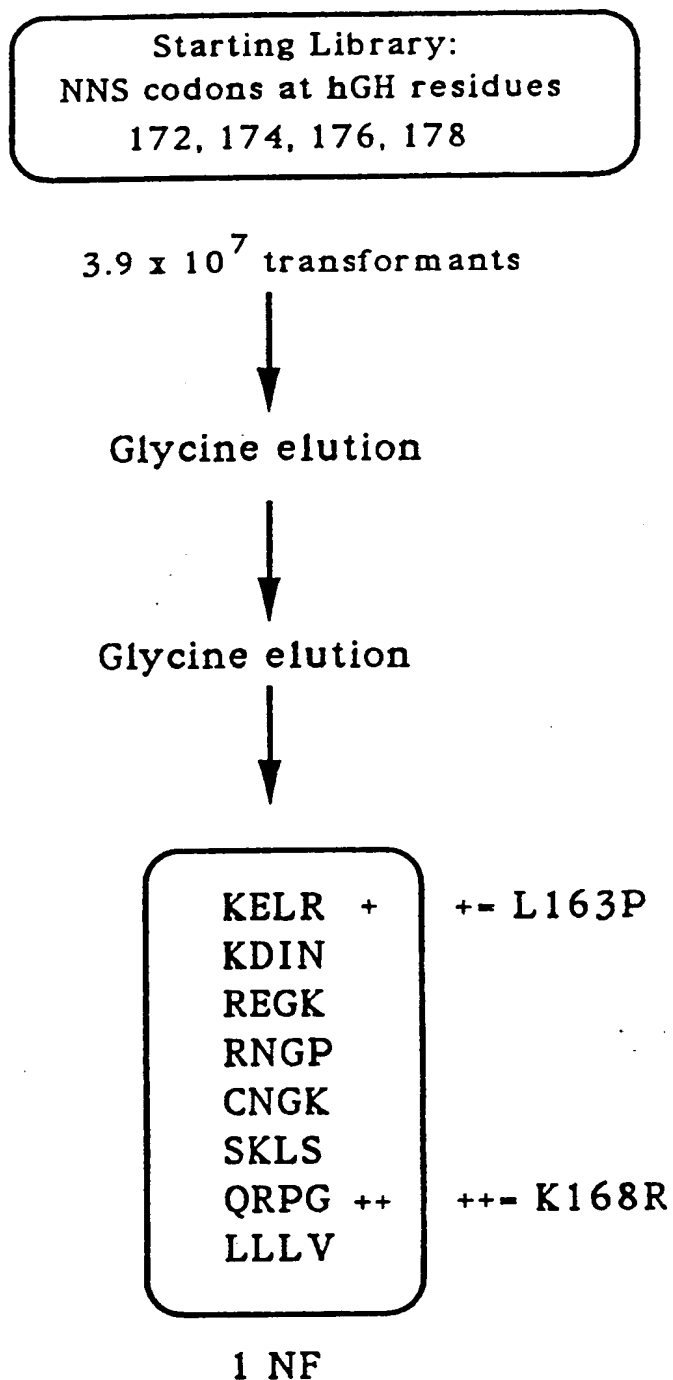 Starting Library:
NNS codons at hGH residues
172, 174, 176, 178
3.9 x 10^7 transformants
Glycine elution
Glycine elution
KELR + += L163P
KDIN
REGK
RNGP
CNGK
SKLS
QRPG ++ ++= K168R
LLLV
1 NF